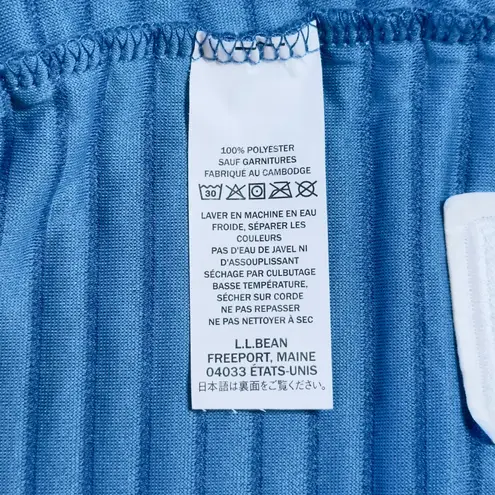 100% POLYESTER
SAUF GARNITURES
FABRIQUÉ AU CAMBODGE
30
LAVER EN MACHINE EN EAU
FROIDE, SÉPARER LES
COULEURS
PAS D'EAU DE JAVEL NI
D'ASSOUPLISSANT
SÉCHAGE PAR CULBUTAGE
BASSE TEMPÉRATURE,
SÉCHER SUR CORDE
NE PAS REPASSER
NE PAS NETTOYER À SEC
L.L.BEAN
FREEPORT, MAINE
04033 ÉTATS-UNIS
日本語は裏面をご覧ください。